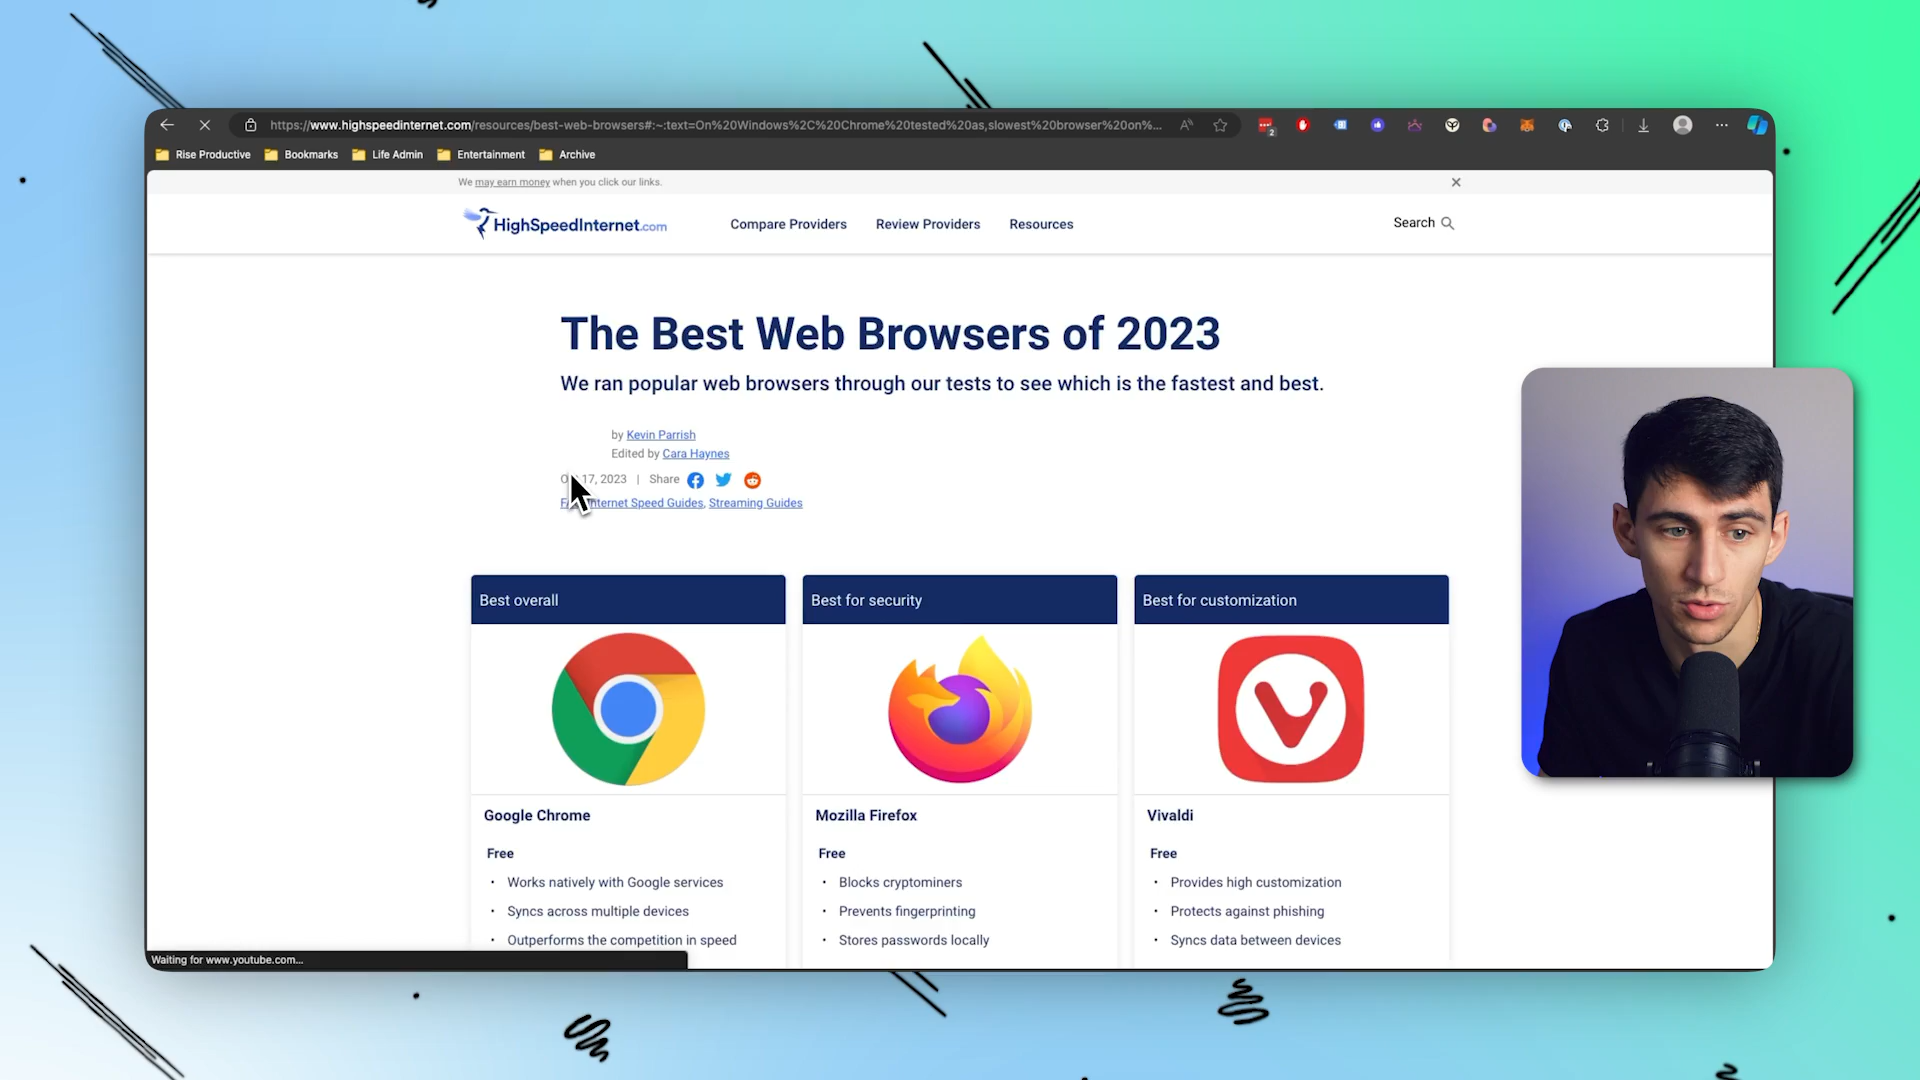 https://www.highspeedinternet.com/resources/best-web-browsers#:~:text=On%20Windows%2C%20Chrome%20tested%20as,slowest%20browser%20on%...
2
Rise Productive Bookmarks Life Admin Entertainment Archive
We may earn money when you click our links.
HighSpeedInternet.com Compare Providers Review Providers Resources Search
The Best Web Browsers of 2023
We ran popular web browsers through our tests to see which is the fastest and best.
by Kevin Parrish
Edited by Cara Haynes
17, 2023 | Share
Internet Speed Guides, Streaming Guides
Best overall
Google Chrome
Free
• Works natively with Google services
• Syncs across multiple devices
• Outperforms the competition in speed
Best for security
Mozilla Firefox
Free
• Blocks cryptominers
• Prevents fingerprinting
• Stores passwords locally
Best for customization
Vivaldi
Free
• Provides high customization
• Protects against phishing
• Syncs data between devices
Waiting for www.youtube.com...